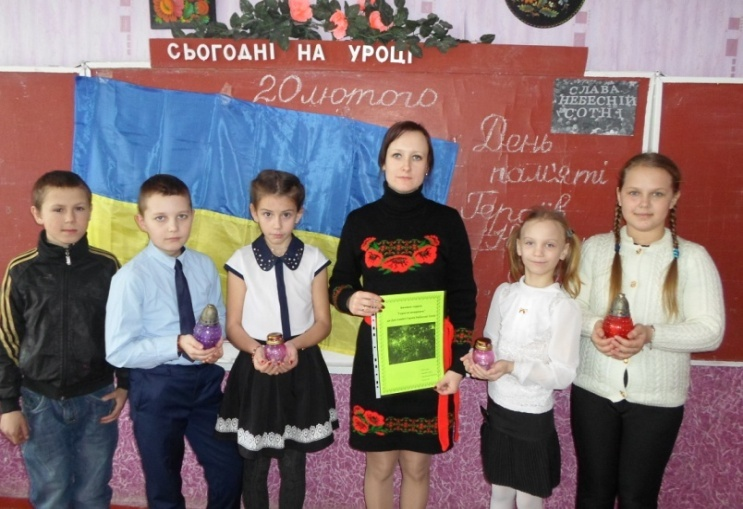 СЬОГОДНІ НА УРОЦІ
20 лютого
СЛАВА
НЕБЕСНІЙ
СОТНІ
День
пам'яті
Героїв